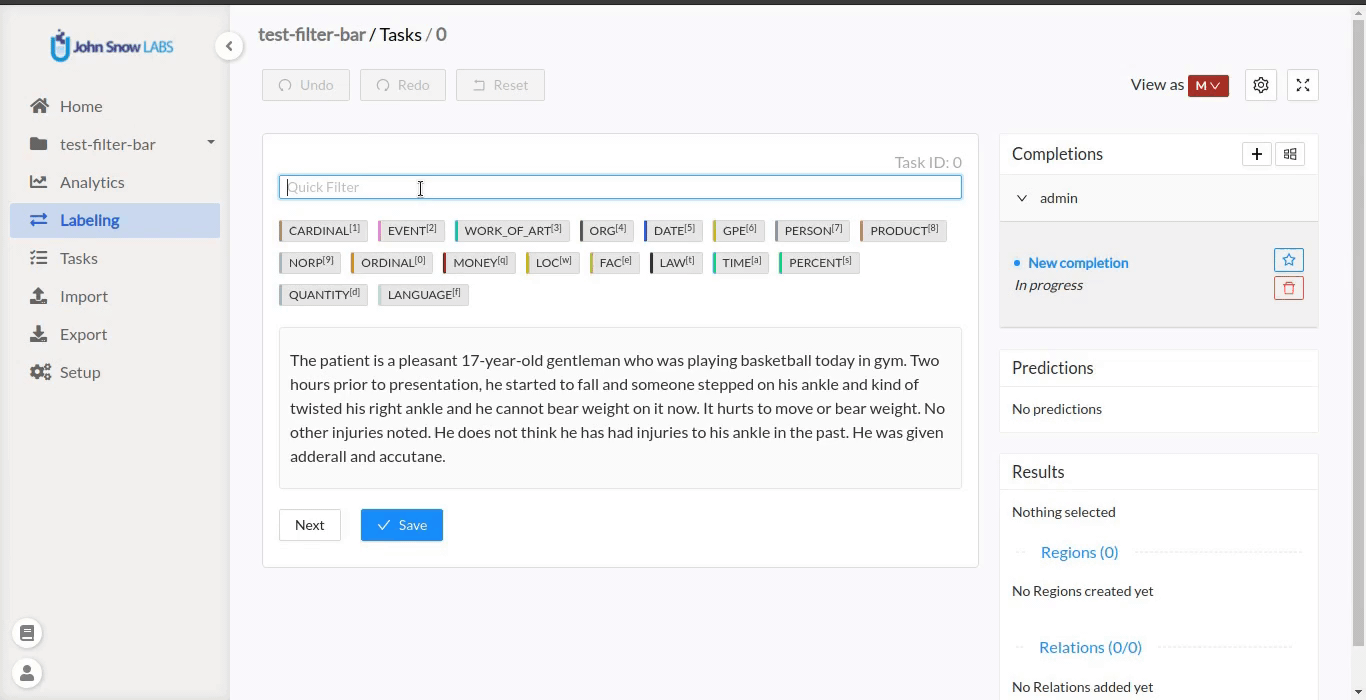 John Snow LABS
Home
test-filter-bar
Analytics
Labeling
Tasks
Import
Export
Setup
test-filter-bar / Tasks / 0
Undo
Redo
Reset
View as M
Task ID: 0
Quick Filter
CARDINAL[1] EVENT[2] WORK_OF_ART[3] ORG[4] DATE[5] GPE[6] PERSON[7] PRODUCT[8]
NORP[9] ORDINAL[0] MONEY[q] LOC[w] FAC[e] LAW[t] TIME[a] PERCENT[s]
QUANTITY[d] LANGUAGE[f]
The patient is a pleasant 17-year-old gentleman who was playing basketball today in gym. Two
hours prior to presentation, he started to fall and someone stepped on his ankle and kind of
twisted his right ankle and he cannot bear weight on it now. It hurts to move or bear weight. No
other injuries noted. He does not think he has had injuries to his ankle in the past. He was given
adderall and accutane.
Next
Save
Completions
admin
New completion
In progress
Predictions
No predictions
Results
Nothing selected
Regions (0)
No Regions created yet
Relations (0/0)
No Relations added yet